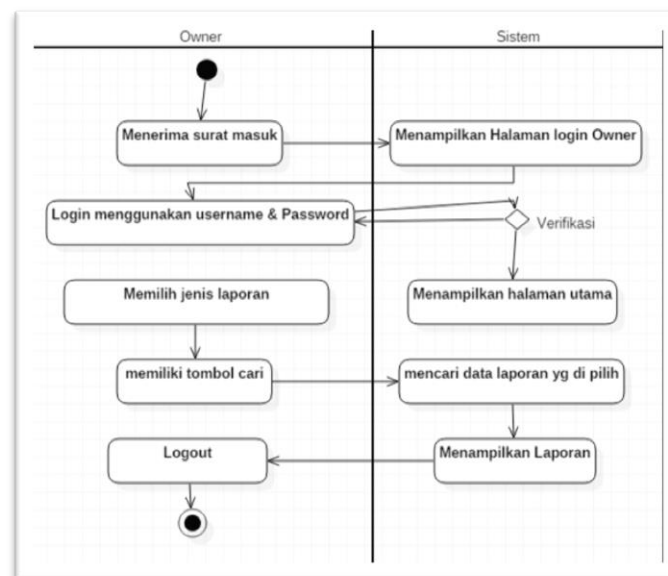 Owner
Sistem
Menerima surat masuk
Menampilkan Halaman login Owner
Login menggunakan username & Password
Verifikasi
Memilih jenis laporan
Menampilkan halaman utama
memiliki tombol cari
mencari data laporan yg di pilih
Logout
Menampilkan Laporan